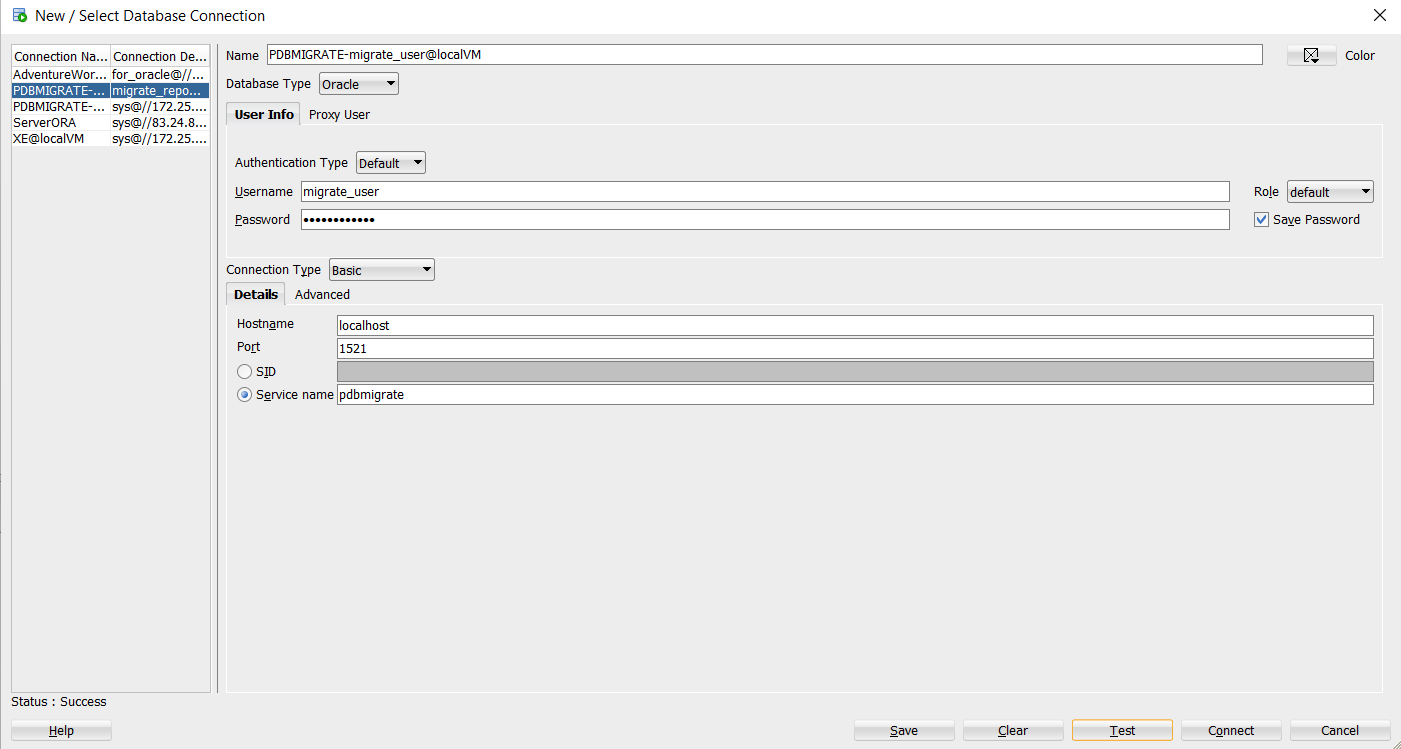 New / Select Database Connection
Connection Na... Connection De...
AdventureWor... for_oracle@//...
PDBMIGRATE-... migrate_repo...
PDBMIGRATE-... sys@//172.25....
ServerORA sys@//83.24.8...
XE@localVM sys@//172.25....
Name PDBMIGRATE-migrate_user@localVM Color
Database Type Oracle
User Info Proxy User
Authentication Type Default
Username migrate_user Role default
Password •••••••••••• Save Password
Connection Type Basic
Details Advanced
Hostname localhost
Port 1521
SID
Service name pdbmigrate
Status : Success
Help Save Clear Test Connect Cancel